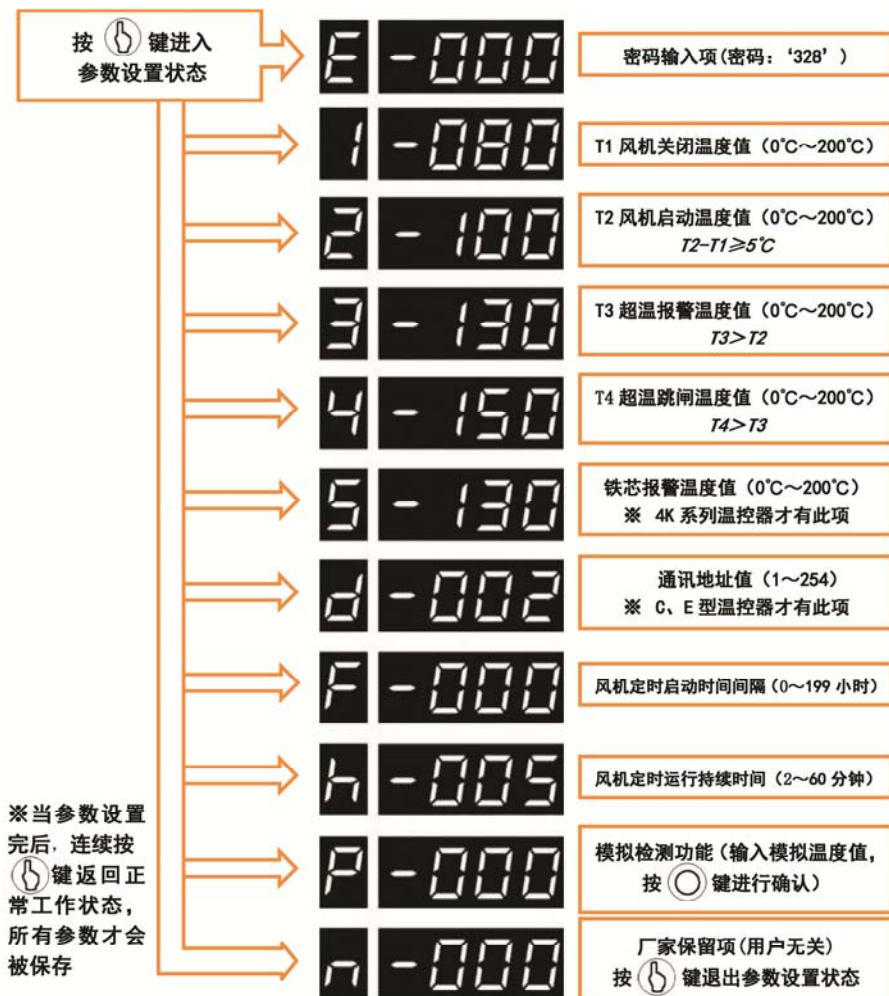 按 键进入
参数设置状态
E -000
密码输入项(密码：‘328’)
1 -080
T1 风机关闭温度值（0℃～200℃）
2 -100
T2 风机启动温度值（0℃～200℃）
T2-T1≥5℃
3 -130
T3 超温报警温度值（0℃～200℃）
T3＞T2
4 -150
T4 超温跳闸温度值（0℃～200℃）
T4＞T3
5 -130
铁芯报警温度值（0℃～200℃）
※ 4K 系列温控器才有此项
d -002
通讯地址值（1～254）
※ C、E 型温控器才有此项
F -000
风机定时启动时间间隔（0～199 小时）
h -005
风机定时运行持续时间（2～60 分钟）
P -000
模拟检测功能（输入模拟温度值，
按 键进行确认）
n -000
厂家保留项(用户无关)
按 键退出参数设置状态
※当参数设置
完后，连续按
键返回正
常工作状态，
所有参数才会
被保存